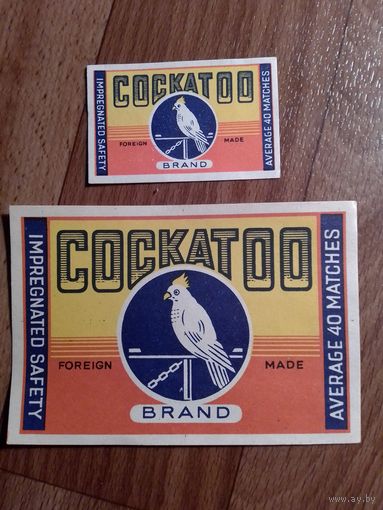 COCKATOO
IMPREGNATED SAFETY
FOREIGN MADE
AVERAGE 40 MATCHES
BRAND
COCKATOO
IMPREGNATED SAFETY
FOREIGN MADE
AVERAGE 40 MATCHES
BRAND
www.ay.by